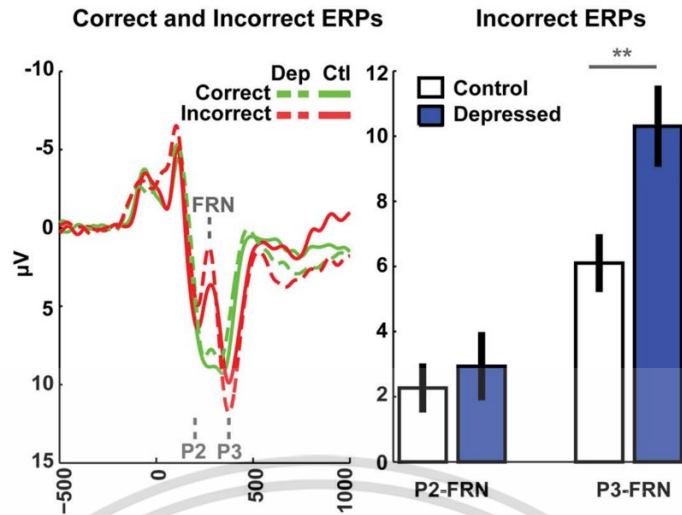 Correct and Incorrect ERPs
-10
-5
0
5
10
15
µV
Dep Ctl
Correct
Incorrect
FRN
P2 P3
-500
0
500
1000
Incorrect ERPs
**
12
10
8
6
4
2
0
Control
Depressed
P2-FRN
P3-FRN